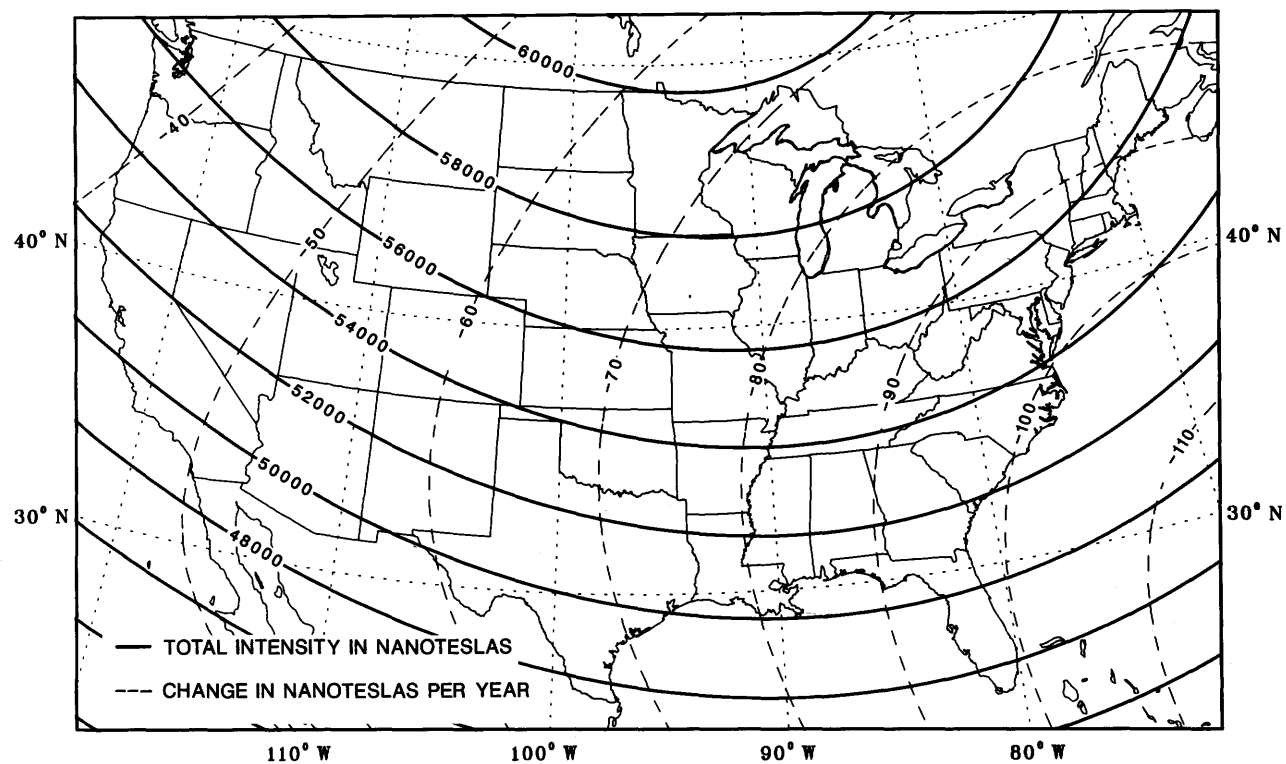 60000
-40
58000
-50
40° N
56000
40° N
-60
54000
-70
-80
-90
52000
-100
-110
50000
30° N
30° N
48000
TOTAL INTENSITY IN NANOTESLAS
CHANGE IN NANOTESLAS PER YEAR
110° W
100° W
90° W
80° W